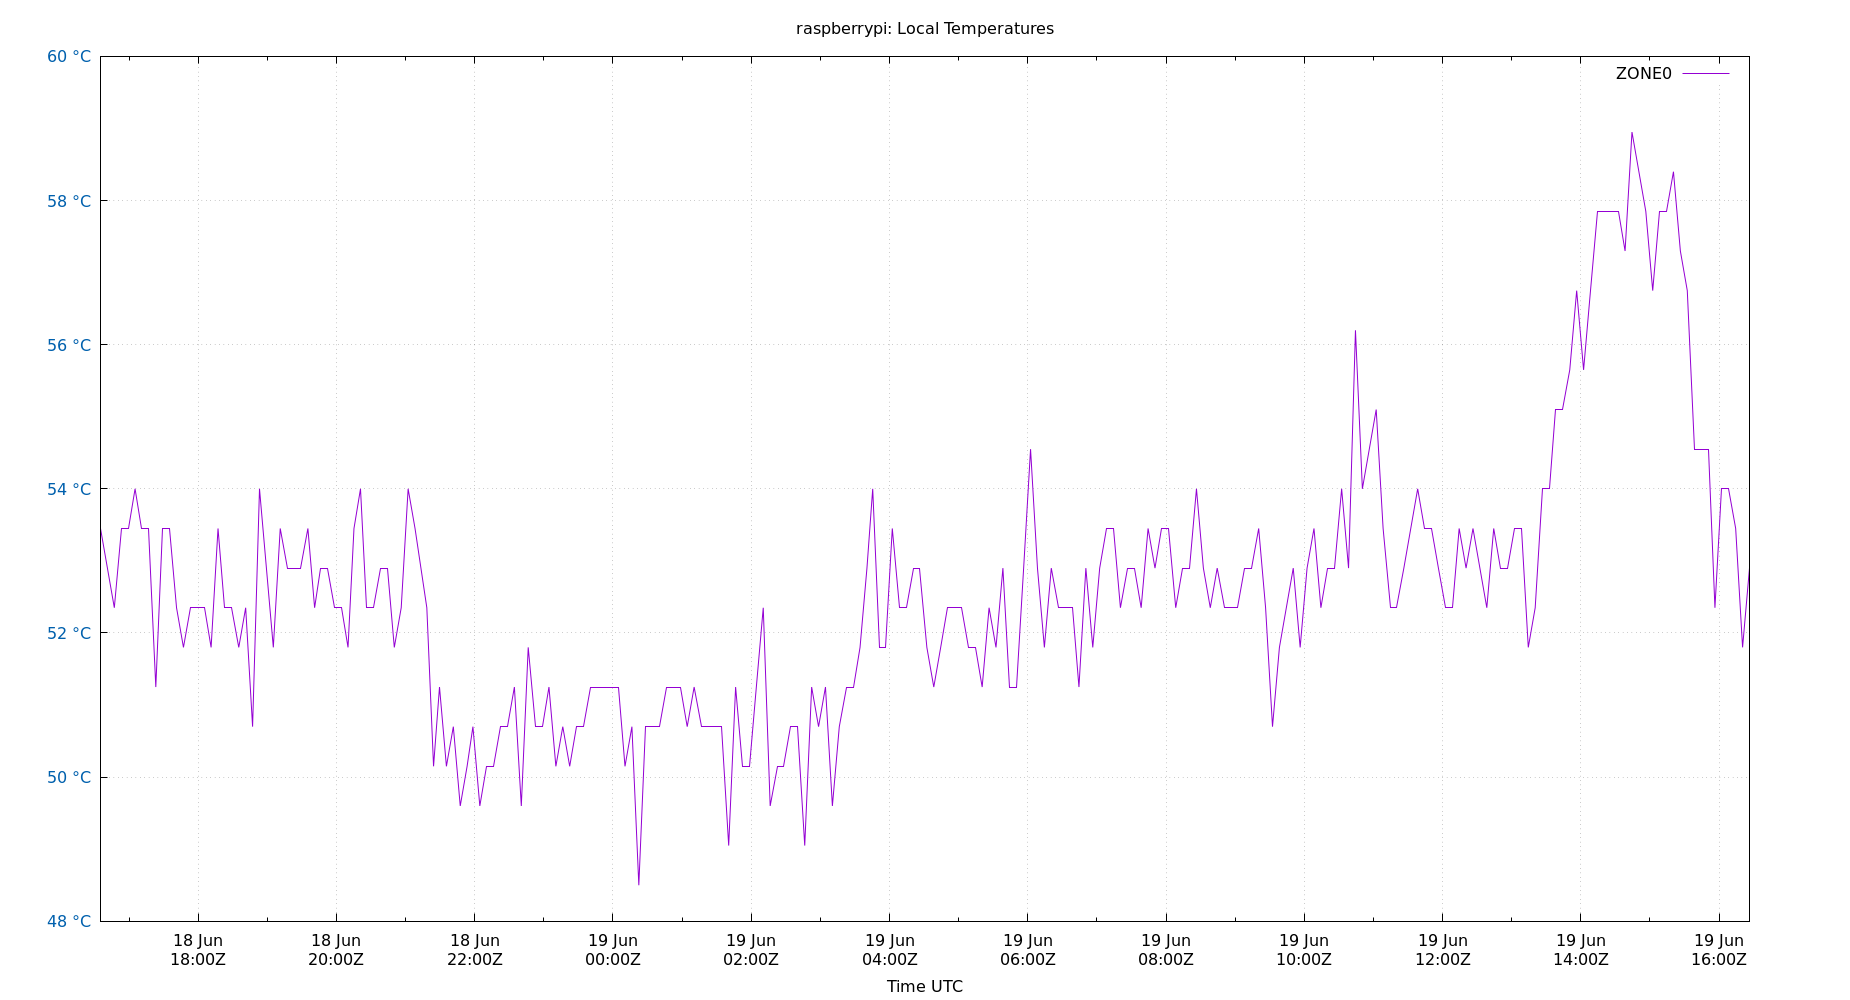 raspberrypi: Local Temperatures
60 °C
ZONE0
58 °C
56 °C
54 °C
52 °C
50 °C
48 °C
18 Jun 18 Jun 18 Jun 19 Jun 19 Jun 19 Jun 19 Jun 19 Jun 19 Jun 19 Jun 19 Jun 19 Jun
18:00Z 20:00Z 22:00Z 00:00Z 02:00Z 04:00Z 06:00Z 08:00Z 10:00Z 12:00Z 14:00Z 16:00Z
Time UTC